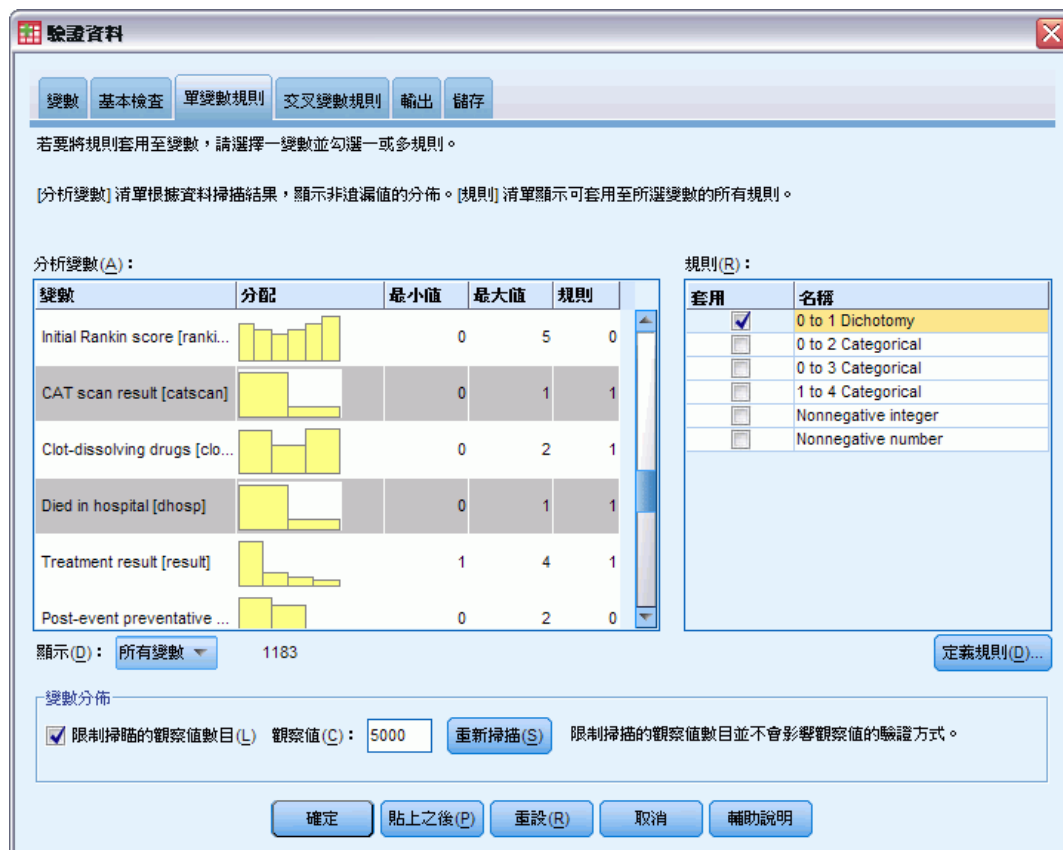 驗證資料
變數 基本檢查 單變數規則 交叉變數規則 輸出 儲存
若要將規則套用至變數，請選擇一變數並勾選一或多規則。
[分析變數] 清單根據資料掃描結果，顯示非遺漏值的分佈。[規則] 清單顯示可套用至所選變數的所有規則。
分析變數(A)：
變數 分配 最小值 最大值 規則
Initial Rankin score [ranki... 0 5 0
CAT scan result [catscan] 0 1 1
Clot-dissolving drugs [clo... 0 2 1
Died in hospital [dhosp] 0 1 1
Treatment result [result] 1 4 1
Post-event preventative ... 0 2 0
規則(R)：
套用 名稱
0 to 1 Dichotomy
0 to 2 Categorical
0 to 3 Categorical
1 to 4 Categorical
Nonnegative integer
Nonnegative number
顯示(D)： 所有變數 1183
定義規則(D)...
變數分佈
限制掃瞄的觀察值數目(L) 觀察值(C)： 5000 重新掃描(S) 限制掃描的觀察值數目並不會影響觀察值的驗證方式。
確定 貼上之後(P) 重設(R) 取消 輔助說明